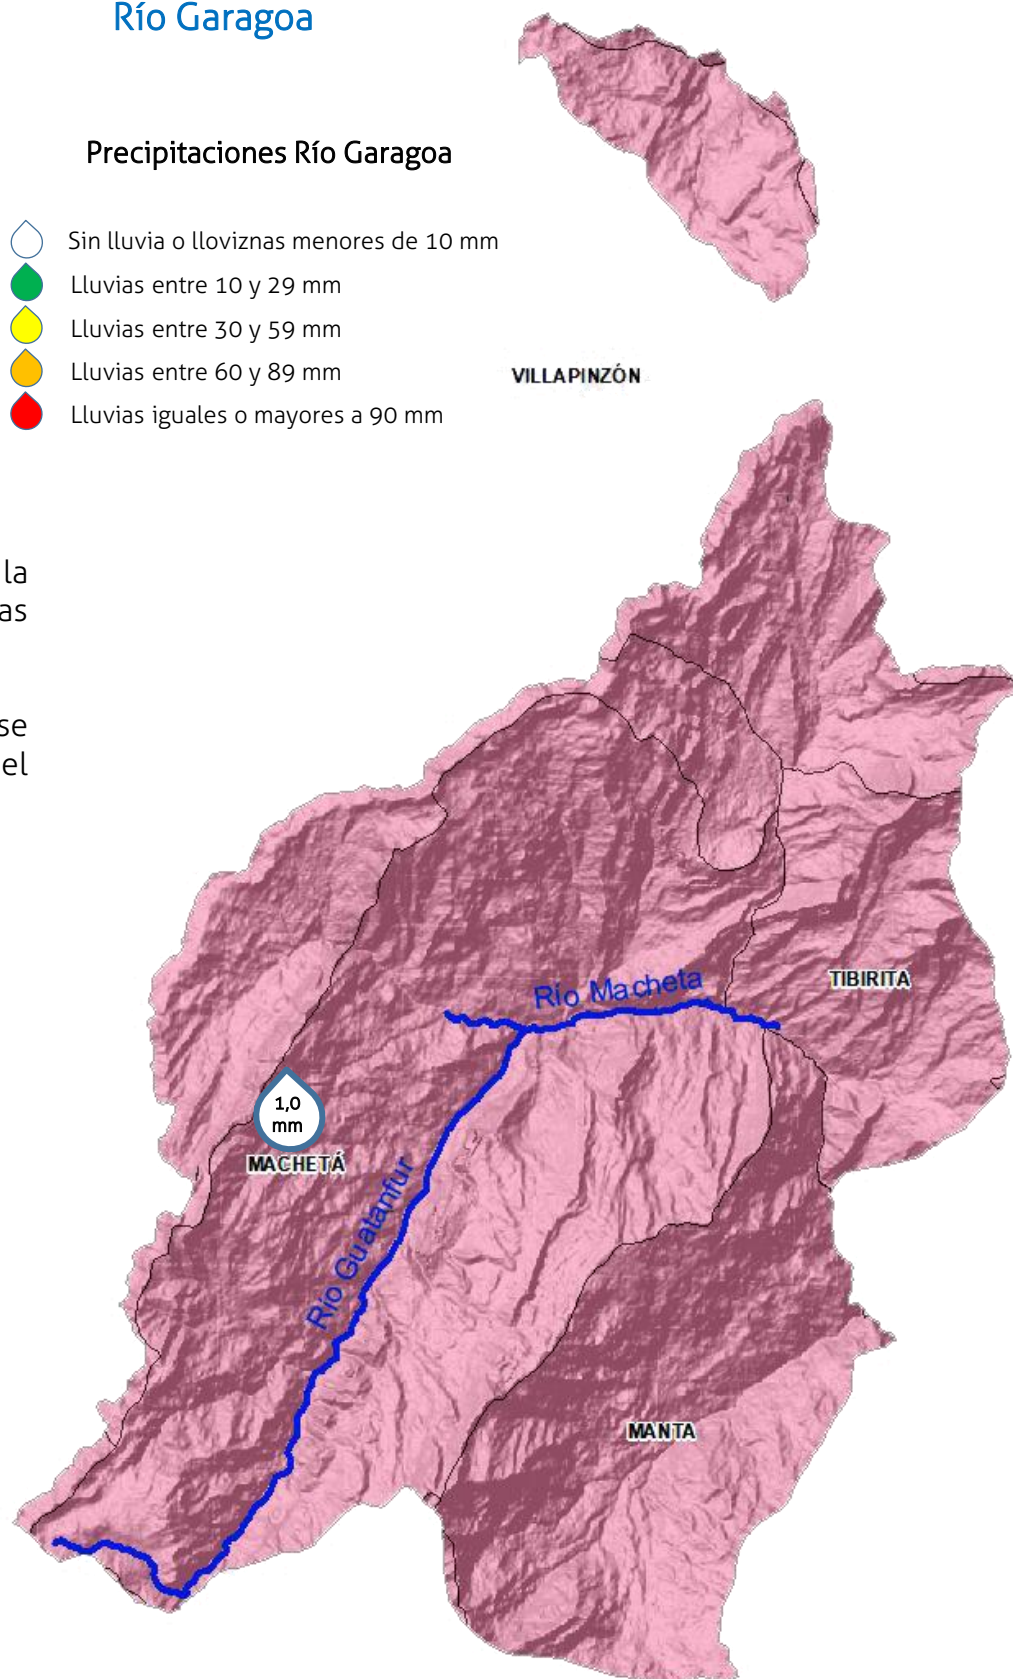 Río Garagoa
Precipitaciones Río Garagoa
Sin lluvia o lloviznas menores de 10 mm
Lluvias entre 10 y 29 mm
Lluvias entre 30 y 59 mm
Lluvias entre 60 y 89 mm
Lluvias iguales o mayores a 90 mm
VILLAPINZÓN
la
as
se
el
Río Macheta
TIBIRITA
1,0
mm
MACHETÁ
Río Guatanfur
MANTA